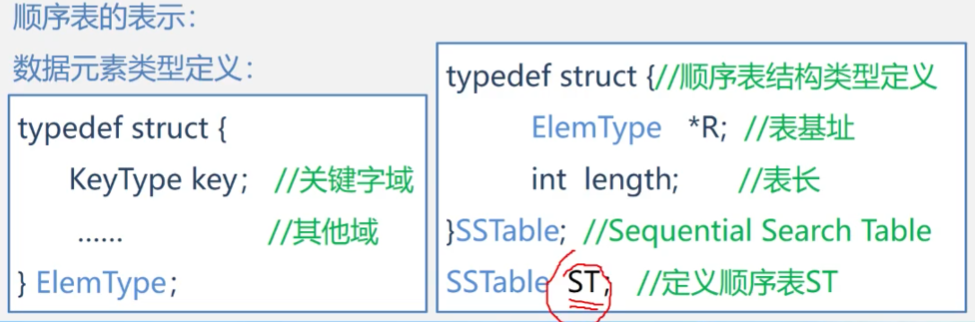 顺序表的表示：
数据元素类型定义：
typedef struct {
KeyType key； //关键字域
…… //其他域
} ElemType；
typedef struct {//顺序表结构类型定义
ElemType *R; //表基址
int length; //表长
}SSTable; //Sequential Search Table
SSTable ST; //定义顺序表ST